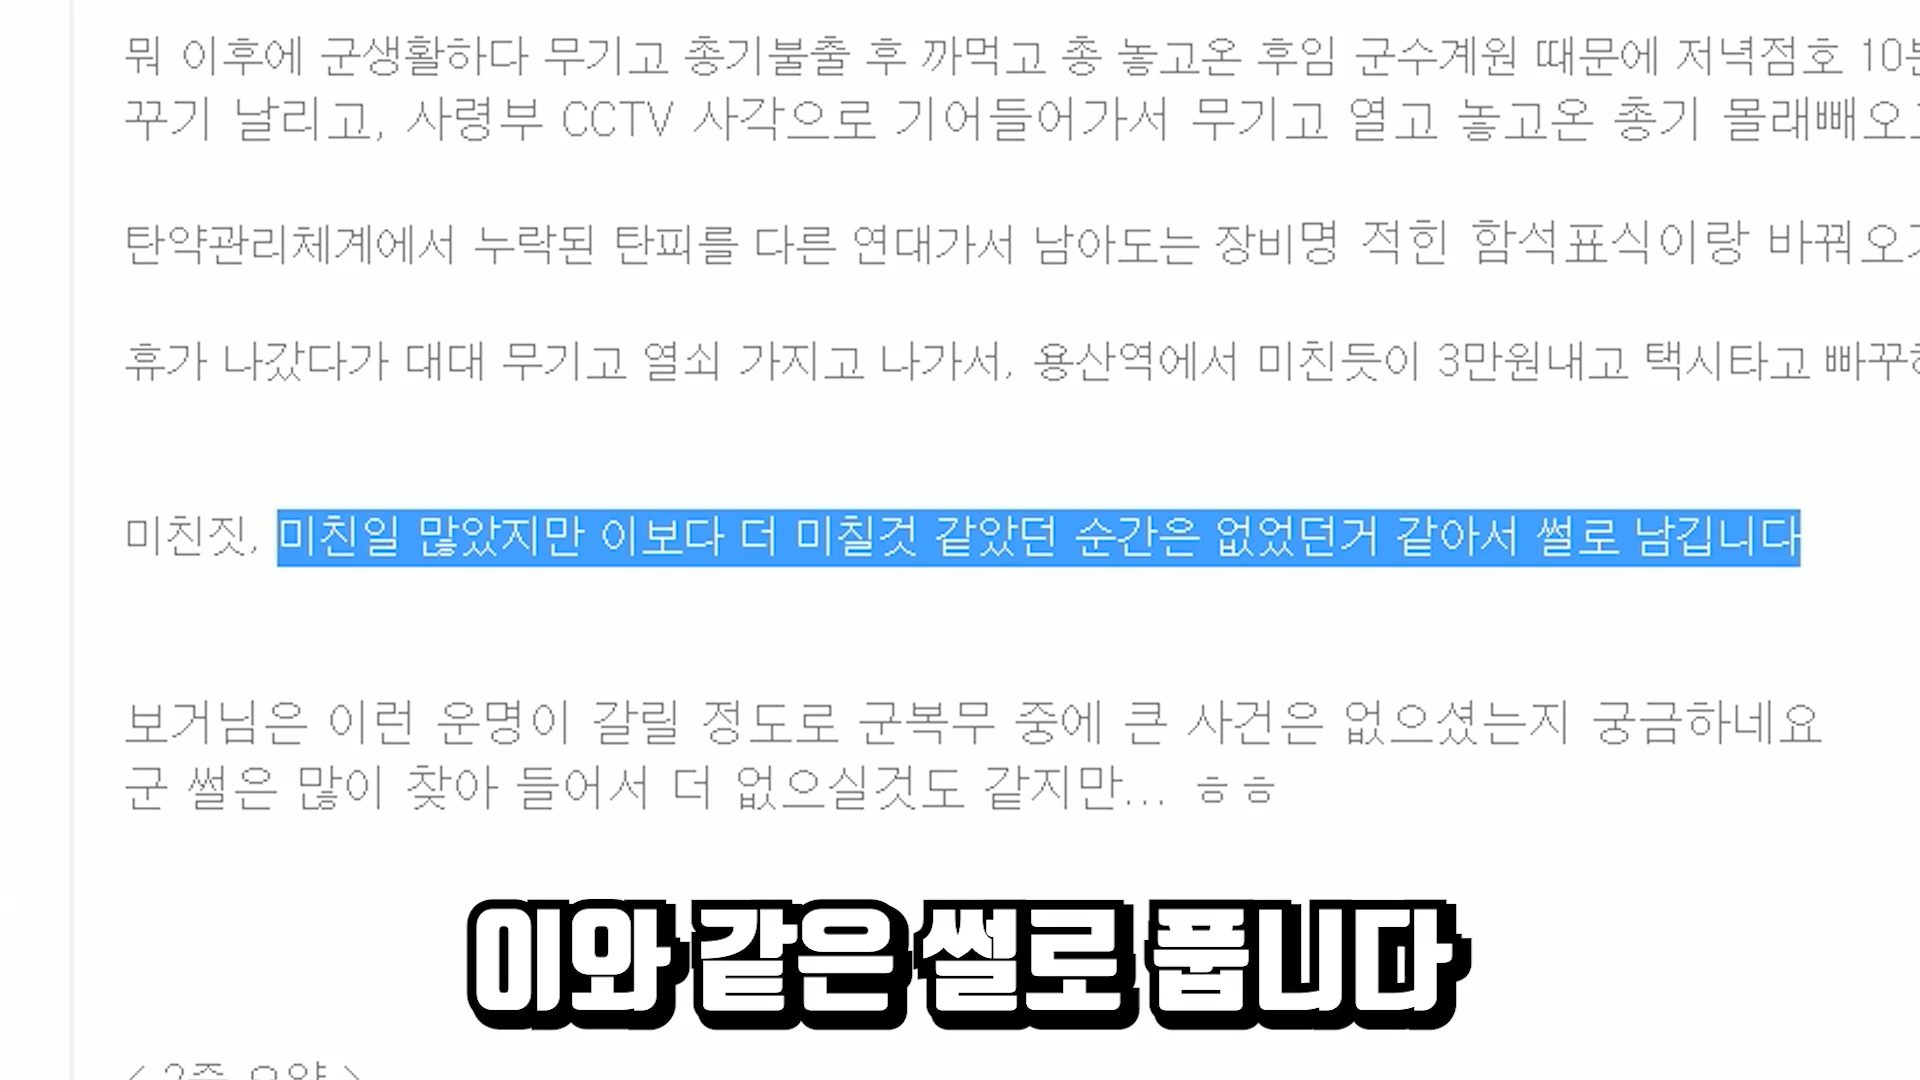 뭐 이후에 군생활하다 무기고 총기불출 후 까먹고 총 놓고온 후임 군수계원 때문에 저녁점호 10분
꾸기 날리고, 사령부 CCTV 사각으로 기어들어가서 무기고 열고 놓고온 총기 몰래빼오고
탄약관리체계에서 누락된 탄피를 다른 연대가서 남아도는 장비명 적힌 함석표식이랑 바꿔오
휴가 나갔다가 대대 무기고 열쇠 가지고 나가서, 용산역에서 미친듯이 3만원내고 택시타고 빠꾸하
미친짓, 미친일 많았지만 이보다 더 미칠것 같았던 순간은 없었던거 같아서 썰로 남깁니다
보거님은 이런 운명이 갈릴 정도로 군복무 중에 큰 사건은 없으셨는지 궁금하네요
군 썰은 많이 찾아 들어서 더 없으실것도 같지만... ㅎㅎ
이와 같은 썰로 풉니다
< 3줄 요약 >